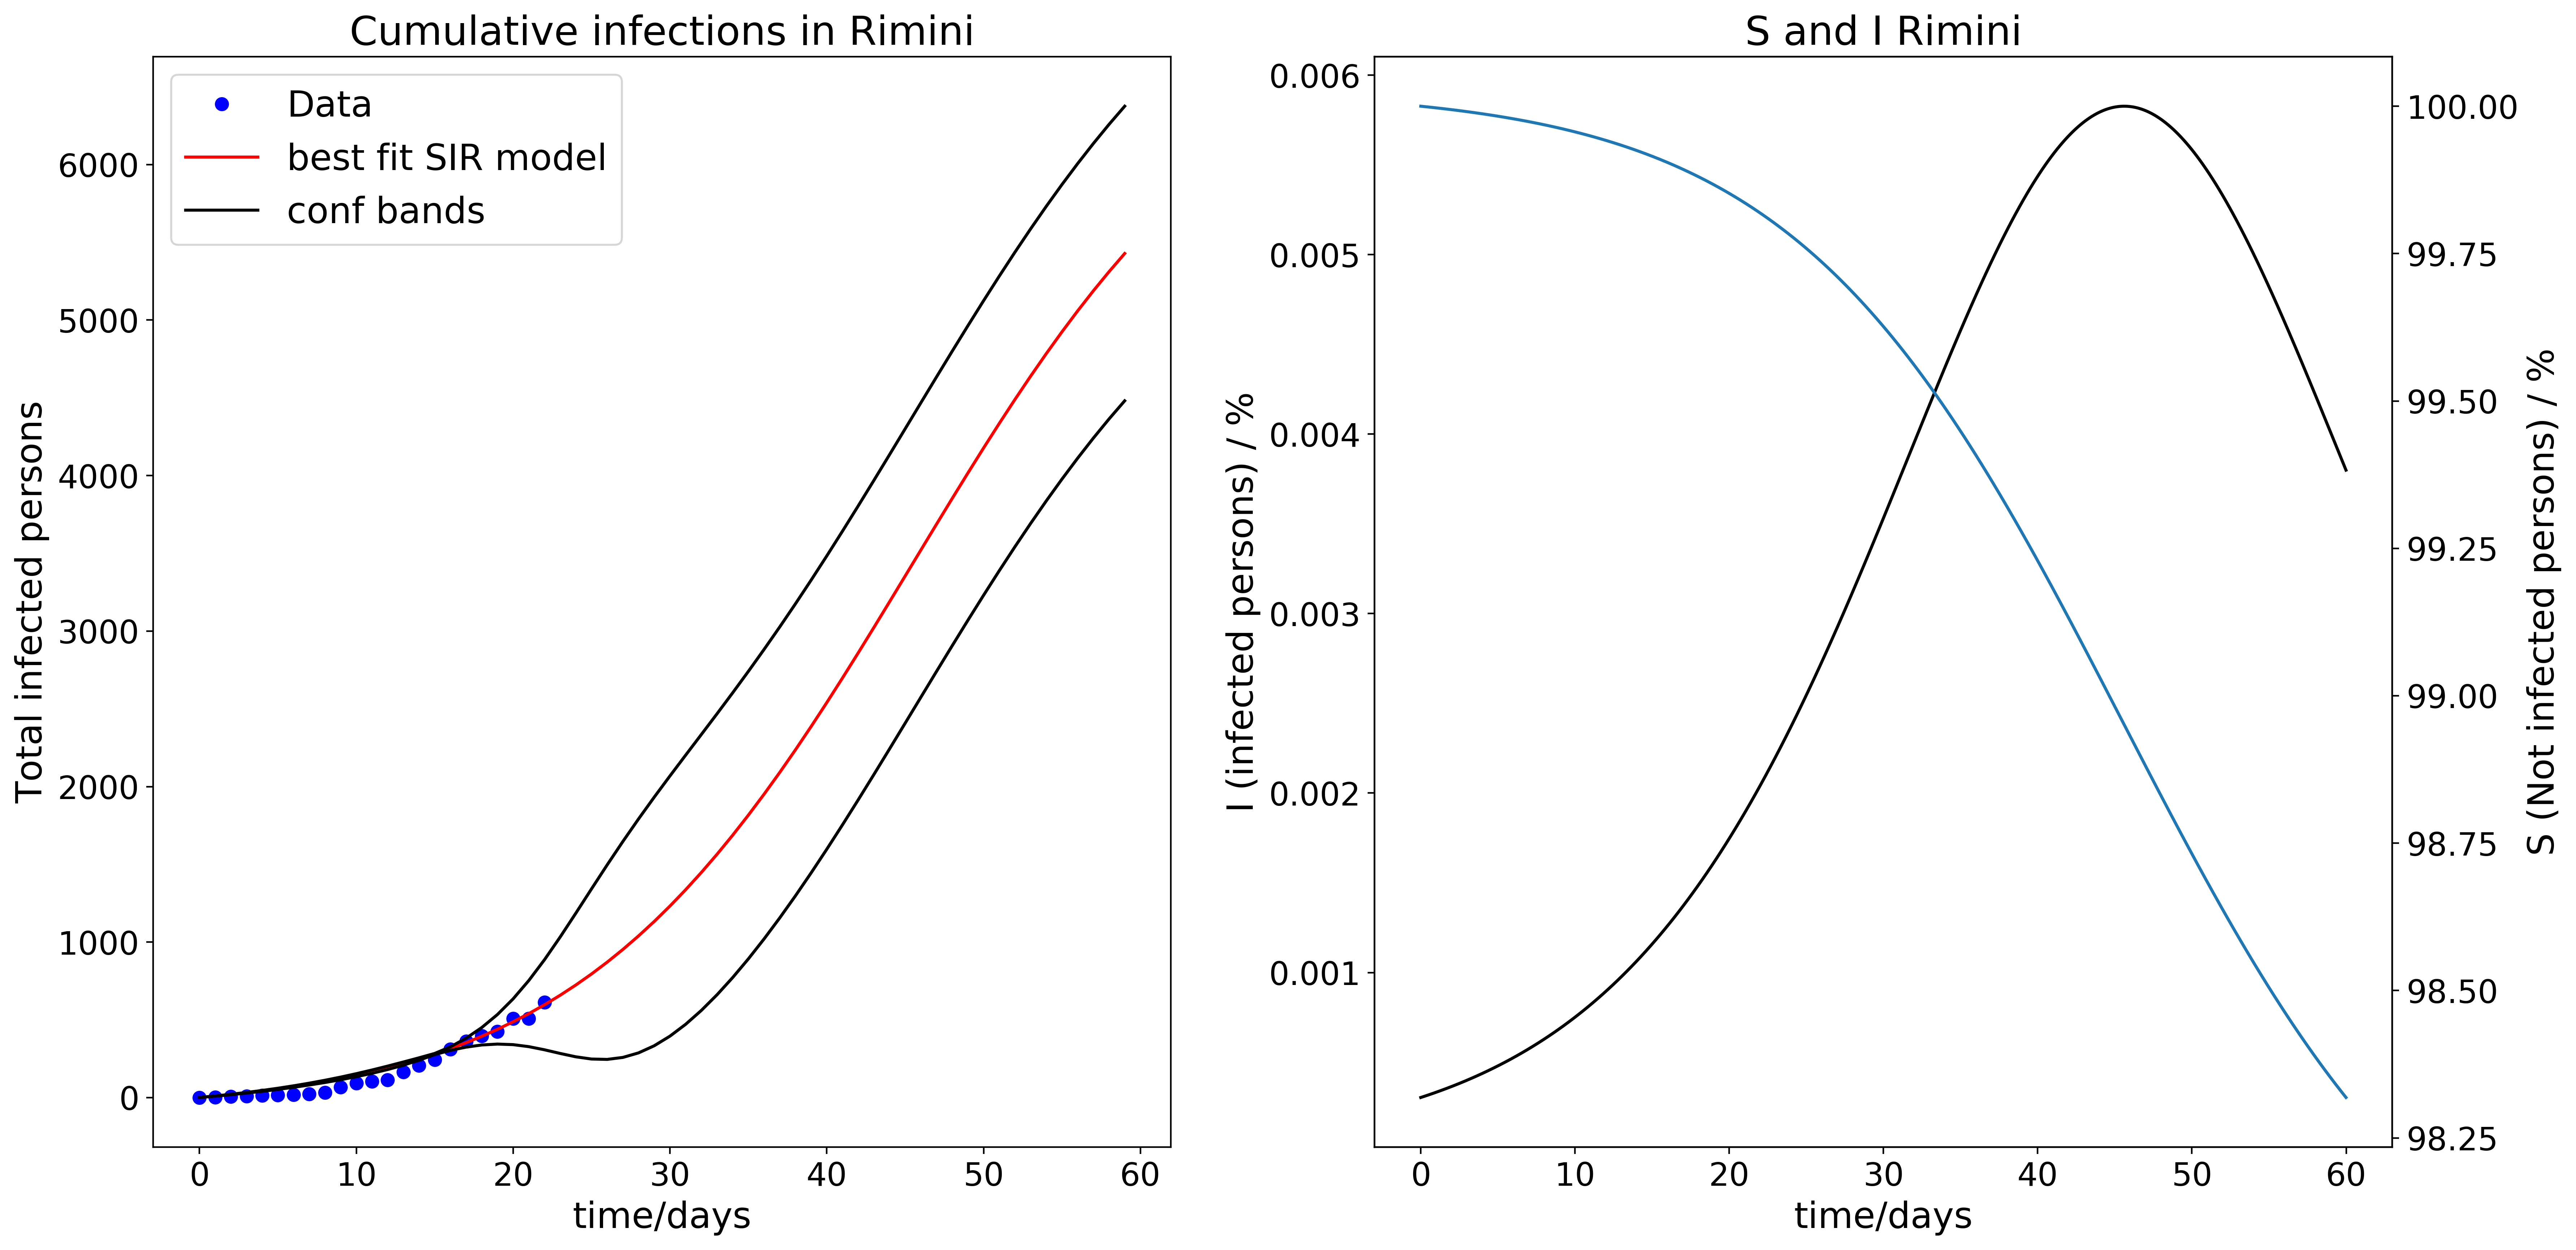 Cumulative infections in Rimini
Data
best fit SIR model
conf bands
Total infected persons
6000
5000
4000
3000
2000
1000
0
0 10 20 30 40 50 60
time/days
S and I Rimini
I (infected persons) / %
0.006
0.005
0.004
0.003
0.002
0.001
0 10 20 30 40 50 60
time/days
100.00
99.75
99.50
99.25
99.00
98.75
98.50
98.25
S (Not infected persons) / %